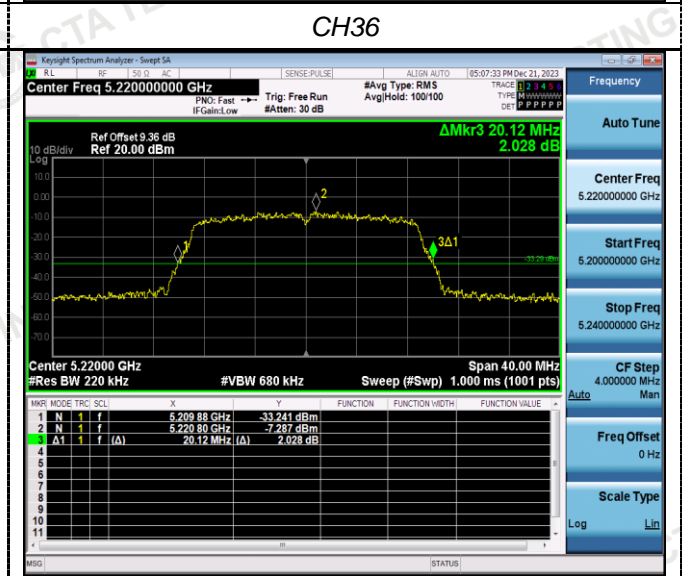 CH36
Keysight Spectrum Analyzer - Swept SA
RL RF 50 Ω AC SENSE:PULSE ALIGN AUTO 05:07:33 PM Dec 21, 2023
Center Freq 5.220000000 GHz
PNO: Fast
IFGain:Low
Trig: Free Run
#Atten: 30 dB
#Avg Type: RMS
Avg|Hold: 100/100
TRACE 1 2 3 4 5 6
TYPE M WWWWW
DET P P P P P P
ΔMkr3 20.12 MHz
2.028 dB
Ref Offset 9.36 dB
10 dB/div Ref 20.00 dBm
Log
10.0
0.00
-10.0
-20.0
-30.0
-40.0
-50.0
-60.0
-70.0
1
2
3Δ1
-33.29 dBm
Center 5.22000 GHz Span 40.00 MHz
#Res BW 220 kHz #VBW 680 kHz Sweep (#Swp) 1.000 ms (1001 pts)
MKR MODE TRC SCL X Y FUNCTION FUNCTION WIDTH FUNCTION VALUE
1 N 1 f 5.209 88 GHz -33.241 dBm
2 N 1 f 5.220 80 GHz -7.287 dBm
3 Δ1 1 f (Δ) 20.12 MHz (Δ) 2.028 dB
4
5
6
7
8
9
10
11
MSG STATUS
Frequency
Auto Tune
Center Freq
5.220000000 GHz
Start Freq
5.200000000 GHz
Stop Freq
5.240000000 GHz
CF Step
4.000000 MHz
Auto Man
Freq Offset
0 Hz
Scale Type
Log Lin